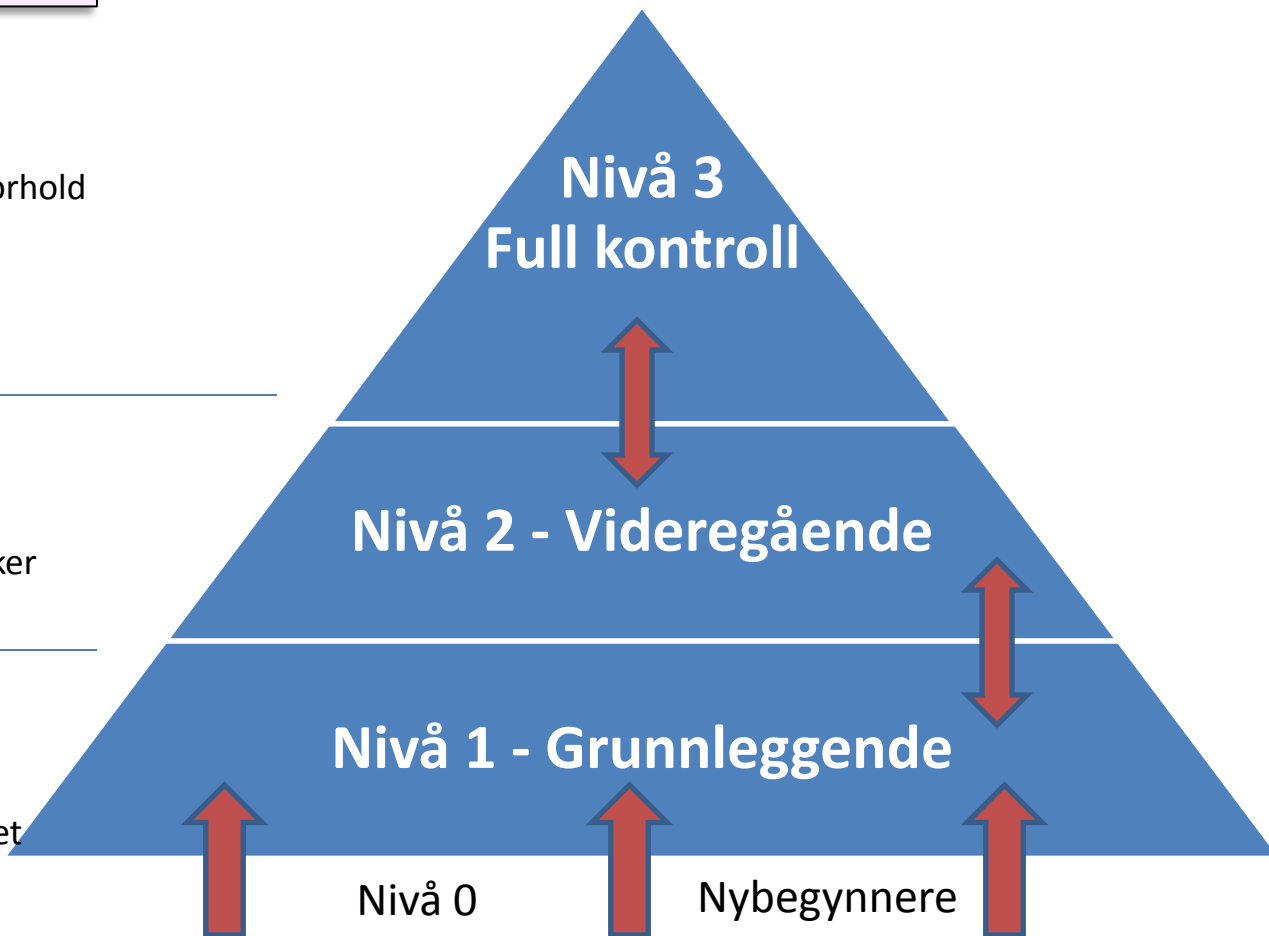 Nivå 3
Full kontroll
Nivå 2 - Videregående
Nivå 1 - Grunnleggende
Nivå 0
Nybegynnere